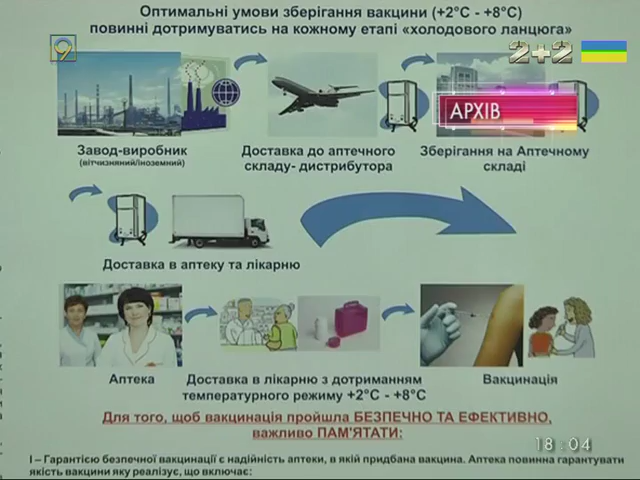 Оптимальні умови зберігання вакцини (+2°С - +8°С)
повинні дотримуватись на кожному етапі «холодового ланцюга»
9
2+2
АРХІВ
Завод-виробник
(вітчизняний/іноземний)
Доставка до аптечного
складу- дистрибутора
Зберігання на Аптечному
складі
Доставка в аптеку та лікарню
Аптека
Доставка в лікарню з дотриманням
температурного режиму +2°С - +8°С
Вакцинація
Для того, щоб вакцинація пройшла БЕЗПЕЧНО ТА ЕФЕКТИВНО,
важливо ПАМ'ЯТАТИ:
18:04
І – Гарантією безпечної вакцинації є надійність аптеки, в якій придбана вакцина. Аптека повинна гарантувати
якість вакцини яку реалізує, що включає: